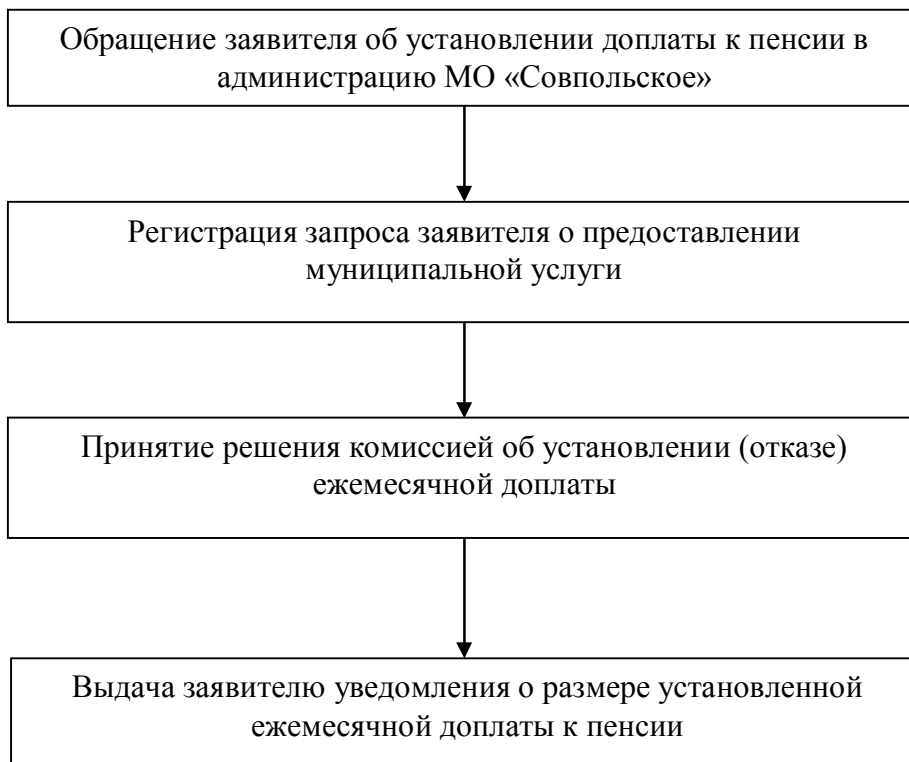 Обращение заявителя об установлении доплаты к пенсии в
администрацию МО «Совпольское»
Регистрация запроса заявителя о предоставлении
муниципальной услуги
Принятие решения комиссией об установлении (отказе)
ежемесячной доплаты
Выдача заявителю уведомления о размере установленной
ежемесячной доплаты к пенсии